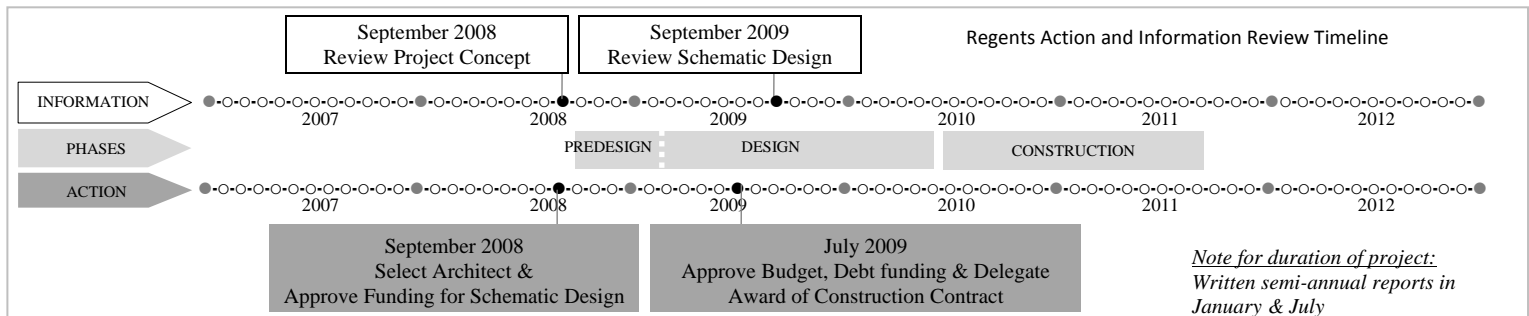 September 2008
Review Project Concept
September 2009
Review Schematic Design
Regents Action and Information Review Timeline
INFORMATION
2007
2008
2009
2010
2011
2012
PHASES
PREDESIGN
DESIGN
CONSTRUCTION
ACTION
2007
2008
2009
2010
2011
2012
September 2008
Select Architect &
Approve Funding for Schematic Design
July 2009
Approve Budget, Debt funding & Delegate
Award of Construction Contract
Note for duration of project:
Written semi-annual reports in
January & July